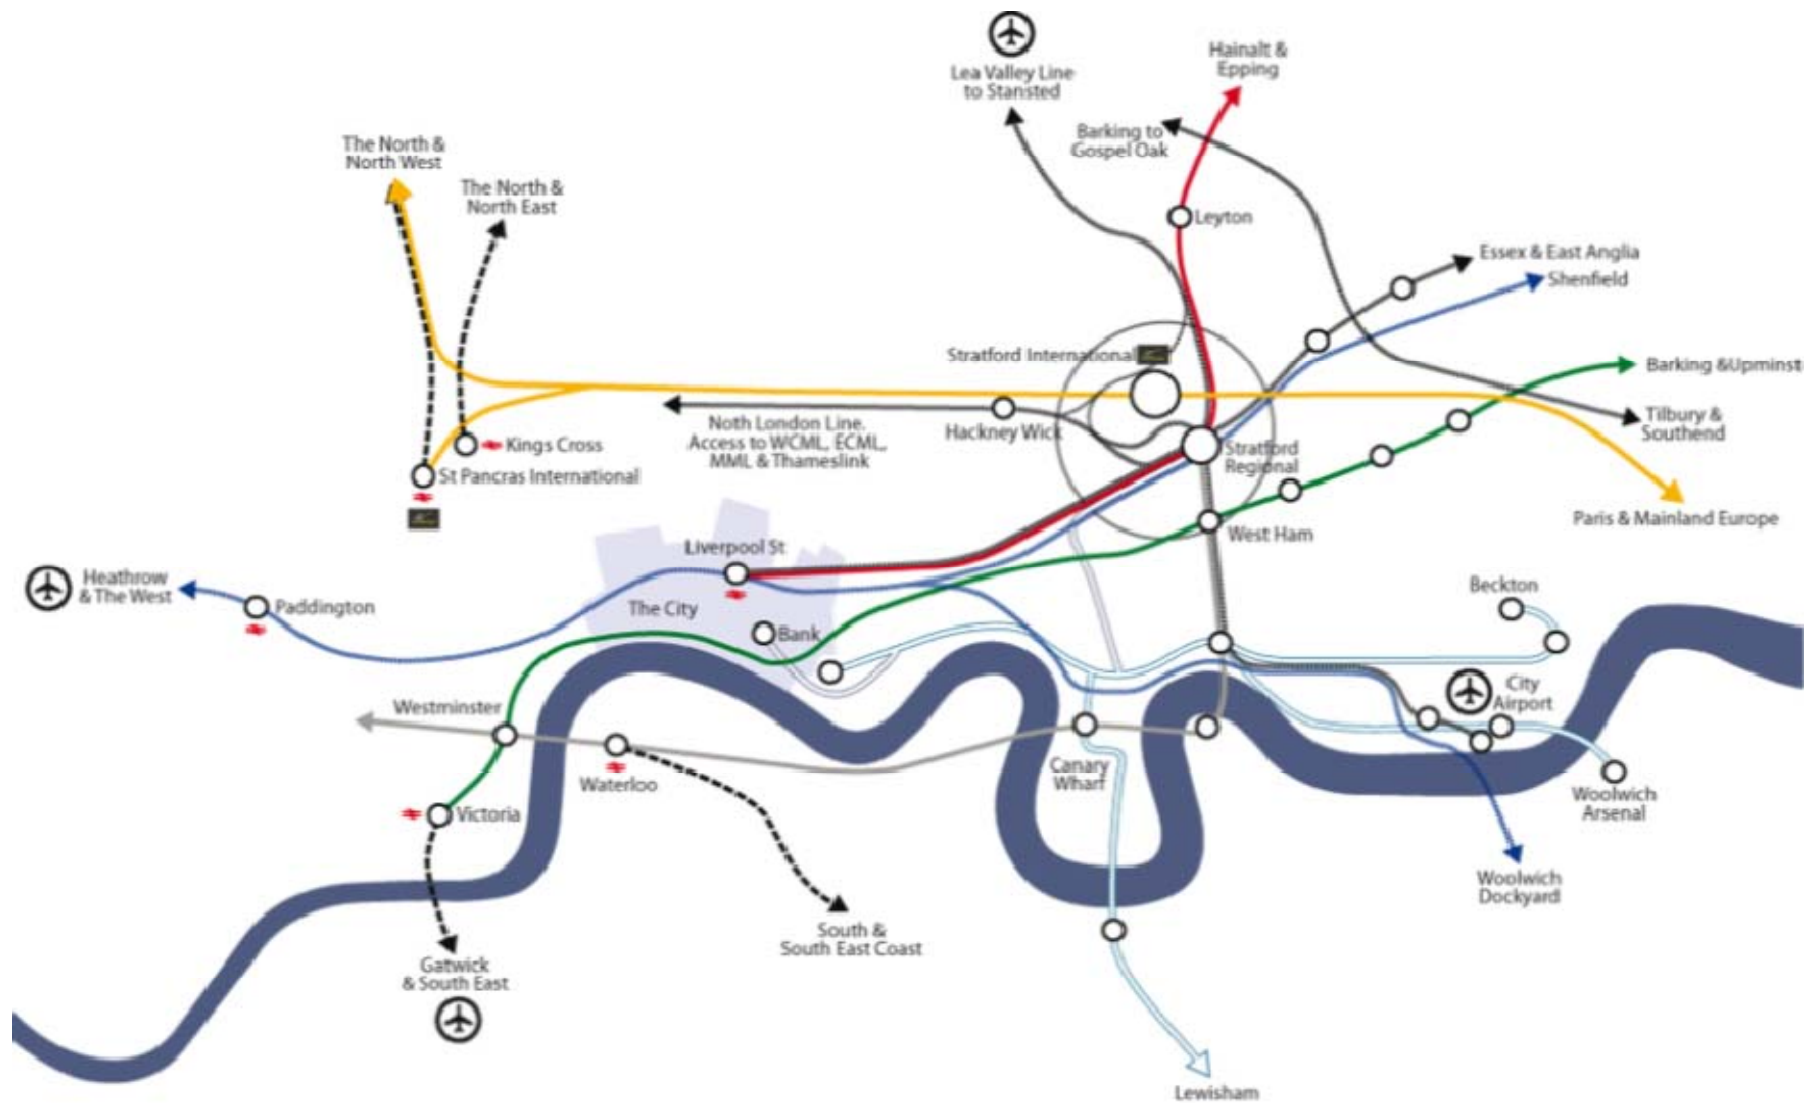 Lea Valley Line
to Stansted
Hainalt &
Epping
Barking to
Gospel Oak
The North &
North West
The North &
North East
Leyton
Essex & East Anglia
Shenfield
Stratford International
Barking &Upminst
Noth London Line.
Access to WCML, ECML,
MML & Thameslink
Hackney Wick
Tilbury &
Southend
Kings Cross
Stratford
Regional
St Pancras International
Paris & Mainland Europe
West Ham
Liverpool St
Heathrow
& The West
Paddington
The City
Bank
Beckton
City
Airport
Westminster
Waterloo
Canary
Wharf
Woolwich
Arsenal
Victoria
Woolwich
Dockyard
South &
South East Coast
Gatwick
& South East
Lewisham